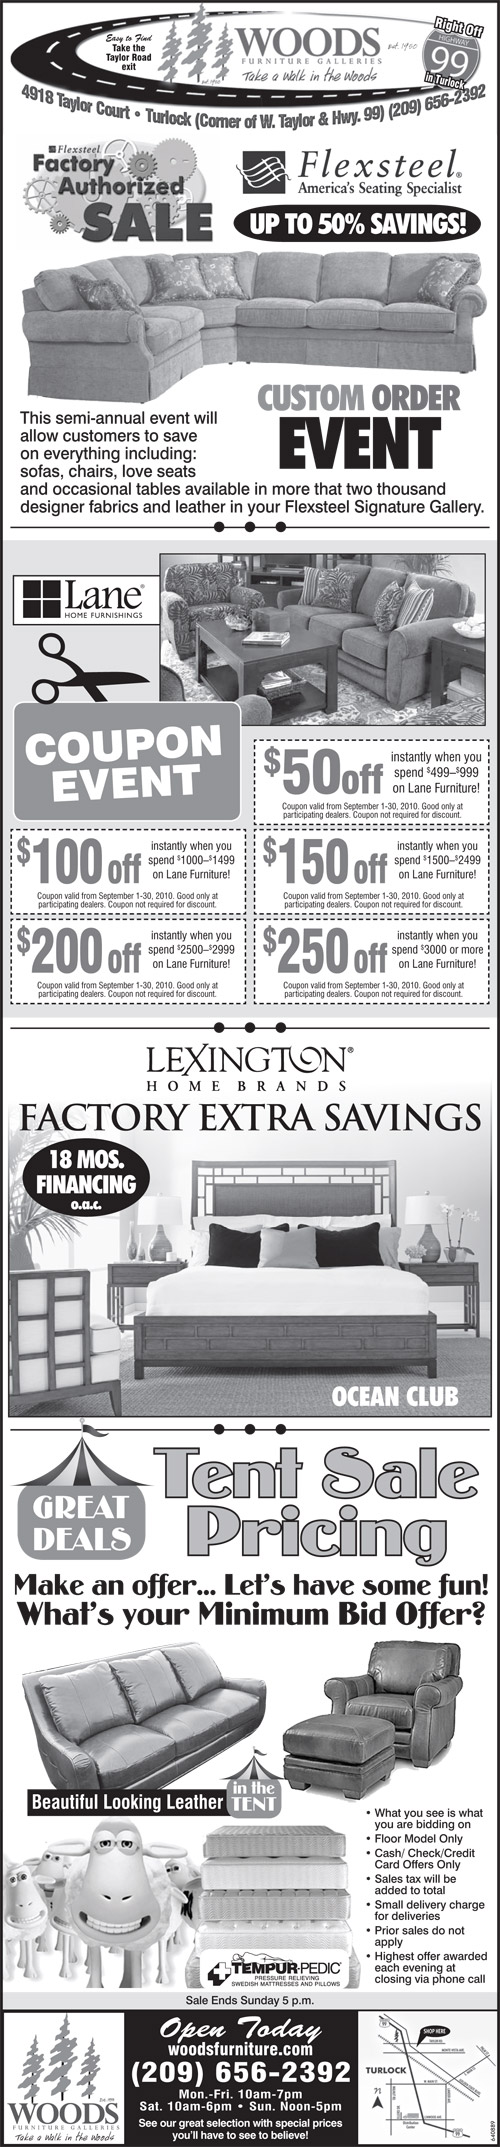 Easy to Find
Take the
Taylor Road
exit
WOODS
est. 1900
FURNITURE GALLERIES
Take a Walk in the Woods
est. 1900
Right Off
HIGHWAY
99
in Turlock
4918 Taylor Court • Turlock (Corner of W. Taylor & Hwy. 99) (209) 656-2392
Flexsteel
Factory
Authorized
SALE
Flexsteel®
America's Seating Specialist
UP TO 50% SAVINGS!
CUSTOM ORDER
EVENT
This semi-annual event will
allow customers to save
on everything including:
sofas, chairs, love seats
and occasional tables available in more that two thousand
designer fabrics and leather in your Flexsteel Signature Gallery.
Lane®
HOME FURNISHINGS
COUPON
EVENT
$50 off
instantly when you
spend $499–$999
on Lane Furniture!
Coupon valid from September 1-30, 2010. Good only at
participating dealers. Coupon not required for discount.
$100 off
instantly when you
spend $1000–$1499
on Lane Furniture!
Coupon valid from September 1-30, 2010. Good only at
participating dealers. Coupon not required for discount.
$150 off
instantly when you
spend $1500–$2499
on Lane Furniture!
Coupon valid from September 1-30, 2010. Good only at
participating dealers. Coupon not required for discount.
$200 off
instantly when you
spend $2500–$2999
on Lane Furniture!
Coupon valid from September 1-30, 2010. Good only at
participating dealers. Coupon not required for discount.
$250 off
instantly when you
spend $3000 or more
on Lane Furniture!
Coupon valid from September 1-30, 2010. Good only at
participating dealers. Coupon not required for discount.
LEXINGTON®
HOME BRANDS
FACTORY EXTRA SAVINGS
18 MOS.
FINANCING
o.a.c.
OCEAN CLUB
GREAT
DEALS
Tent Sale
Pricing
Make an offer... Let's have some fun!
What's your Minimum Bid Offer?
Beautiful Looking Leather
in the
TENT
• What you see is what
you are bidding on
• Floor Model Only
• Cash/ Check/Credit
Card Offers Only
• Sales tax will be
added to total
• Small delivery charge
for deliveries
• Prior sales do not
apply
• Highest offer awarded
each evening at
closing via phone call
TEMPUR-PEDIC
PRESSURE RELIEVING
SWEDISH MATTRESSES AND PILLOWS
Sale Ends Sunday 5 p.m.
WOODS
Est. 1900
FURNITURE GALLERIES
Take a Walk in the Woods
Open Today
woodsfurniture.com
(209) 656-2392
Mon.-Fri. 10am-7pm
Sat. 10am-6pm • Sun. Noon-5pm
See our great selection with special prices
you'll have to see to believe!
99
SHOP HERE
TURLOCK
99